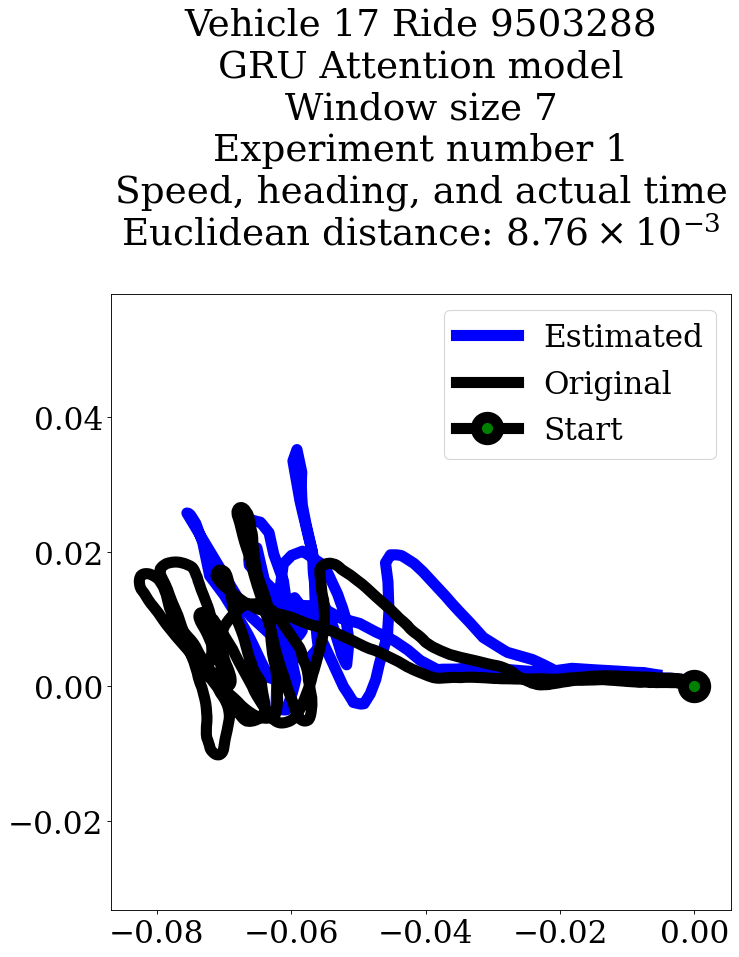 Vehicle 17 Ride 9503288
GRU Attention model
Window size 7
Experiment number 1
Speed, heading, and actual time
Euclidean distance: 8.76 × 10⁻³
Estimated
Original
Start
0.04
0.02
0.00
−0.02
−0.08 −0.06 −0.04 −0.02 0.00